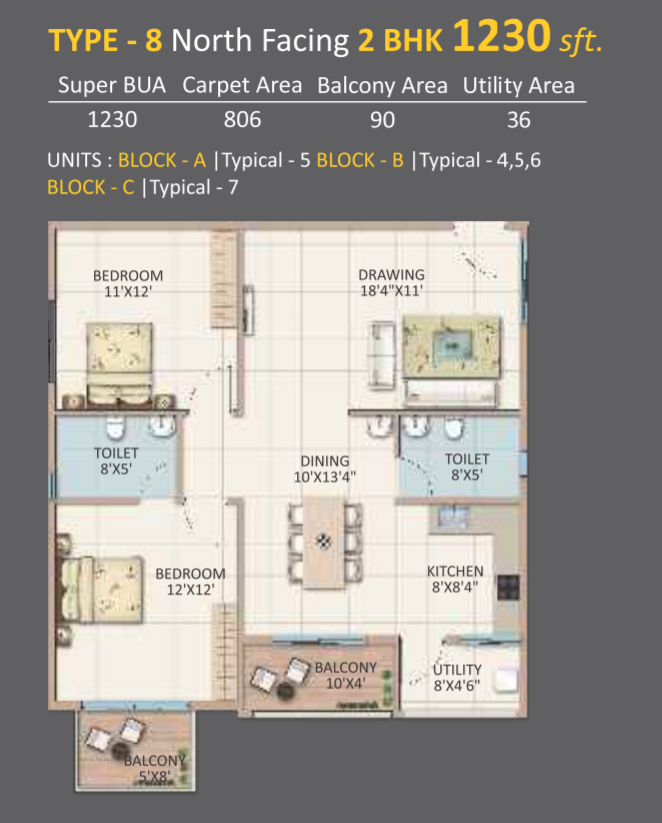 TYPE - 8 North Facing 2 BHK 1230 sft.
Super BUA Carpet Area Balcony Area Utility Area
1230 806 90 36
UNITS : BLOCK - A |Typical - 5 BLOCK - B |Typical - 4,5,6
BLOCK - C |Typical - 7
BEDROOM
11'X12'
DRAWING
18'4"X11'
TOILET
8'X5'
DINING
10'X13'4"
TOILET
8'X5'
BEDROOM
12'X12'
KITCHEN
8'X8'4"
BALCONY
10'X4'
UTILITY
8'X4'6"
BALCONY
5'X8'